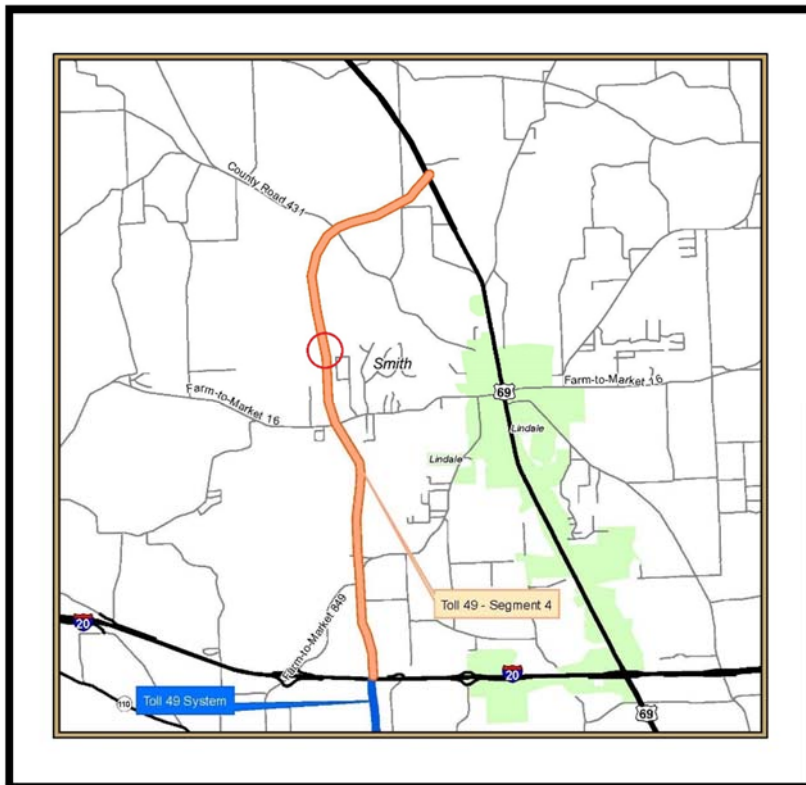 County Road 431
Smith
Farm-to-Market 16
69
Farm-to-Market 16
Lindale
Lindale
Toll 49 - Segment 4
Farm-to-Market 849
20
20
110
Toll 49 System
69